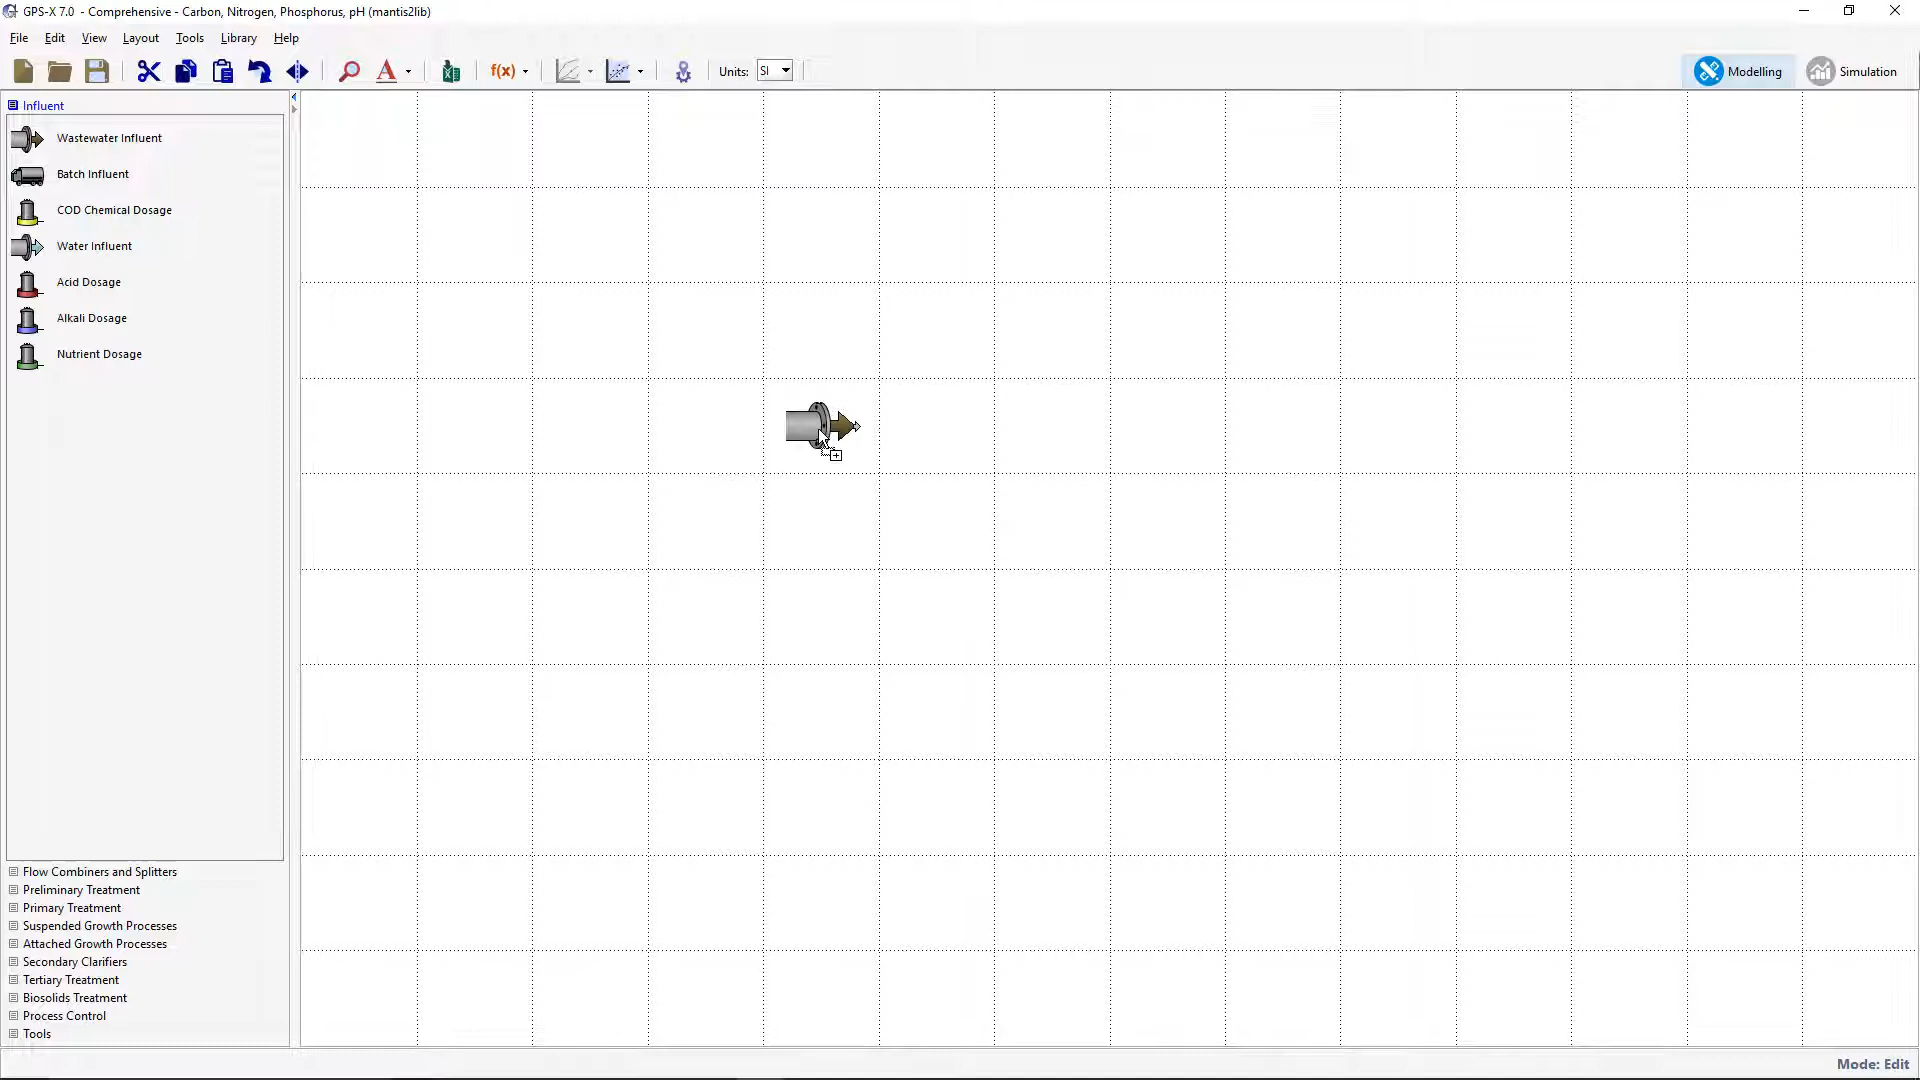 GPS-X 7.0 - Comprehensive - Carbon, Nitrogen, Phosphorus, pH (mantis2lib)
File Edit View Layout Tools Library Help
A f(x) Units: SI Modelling Simulation
Influent
Wastewater Influent
Batch Influent
COD Chemical Dosage
Water Influent
Acid Dosage
Alkali Dosage
Nutrient Dosage
Flow Combiners and Splitters
Preliminary Treatment
Primary Treatment
Suspended Growth Processes
Attached Growth Processes
Secondary Clarifiers
Tertiary Treatment
Biosolids Treatment
Process Control
Tools
Mode: Edit